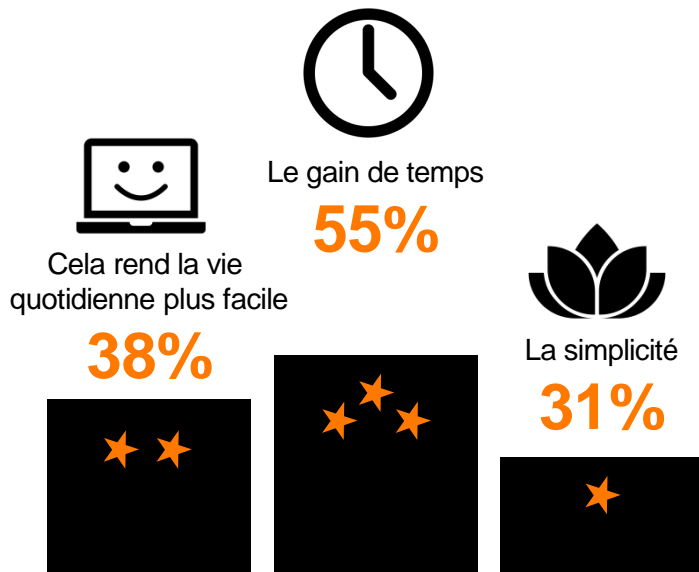 Le gain de temps
55%
Cela rend la vie
quotidienne plus facile
38%
La simplicité
31%